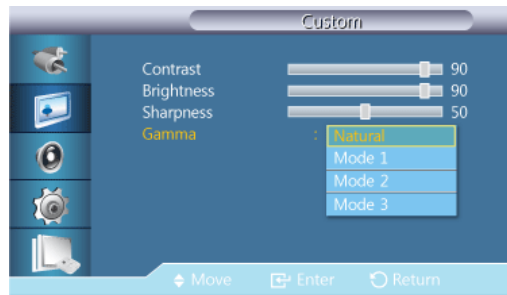 Custom
Contrast 90
Brightness 90
Sharpness 50
Gamma : Natural
Mode 1
Mode 2
Mode 3
Move Enter Return